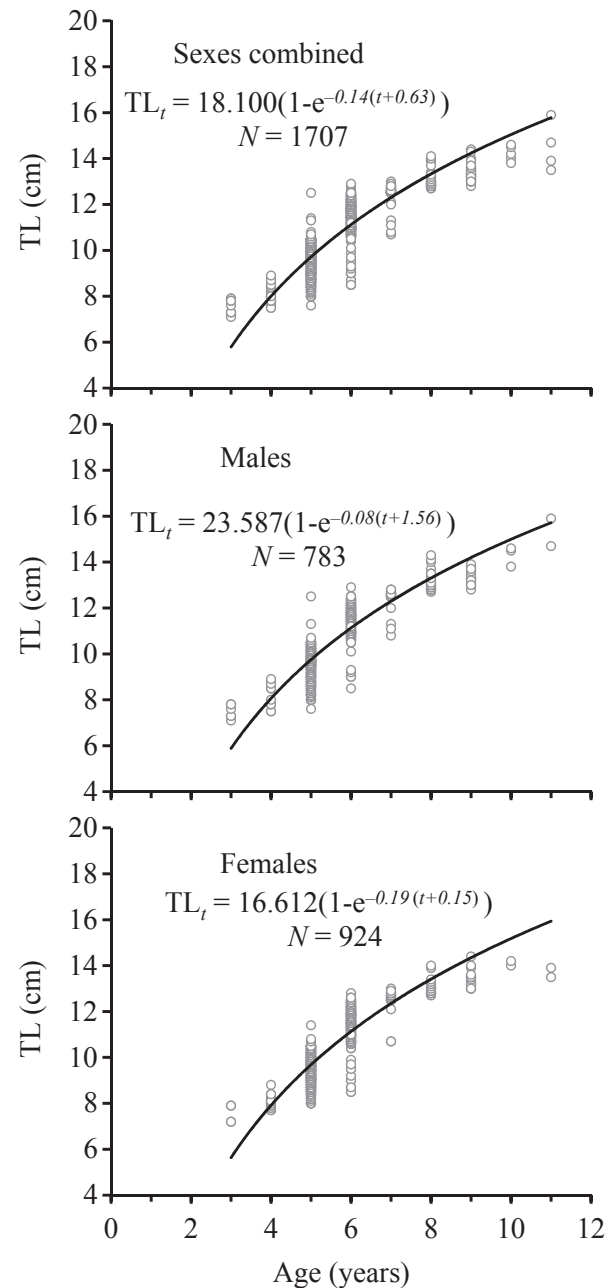 20
18
16
14
12
10
8
6
4
TL (cm)
Sexes combined
TLt = 18.100(1-e–0.14(t+0.63))
N = 1707
20
18
16
14
12
10
8
6
4
TL (cm)
Males
TLt = 23.587(1-e–0.08(t+1.56))
N = 783
20
18
16
14
12
10
8
6
4
TL (cm)
Females
TLt = 16.612(1-e–0.19(t+0.15))
N = 924
0 2 4 6 8 10 12
Age (years)